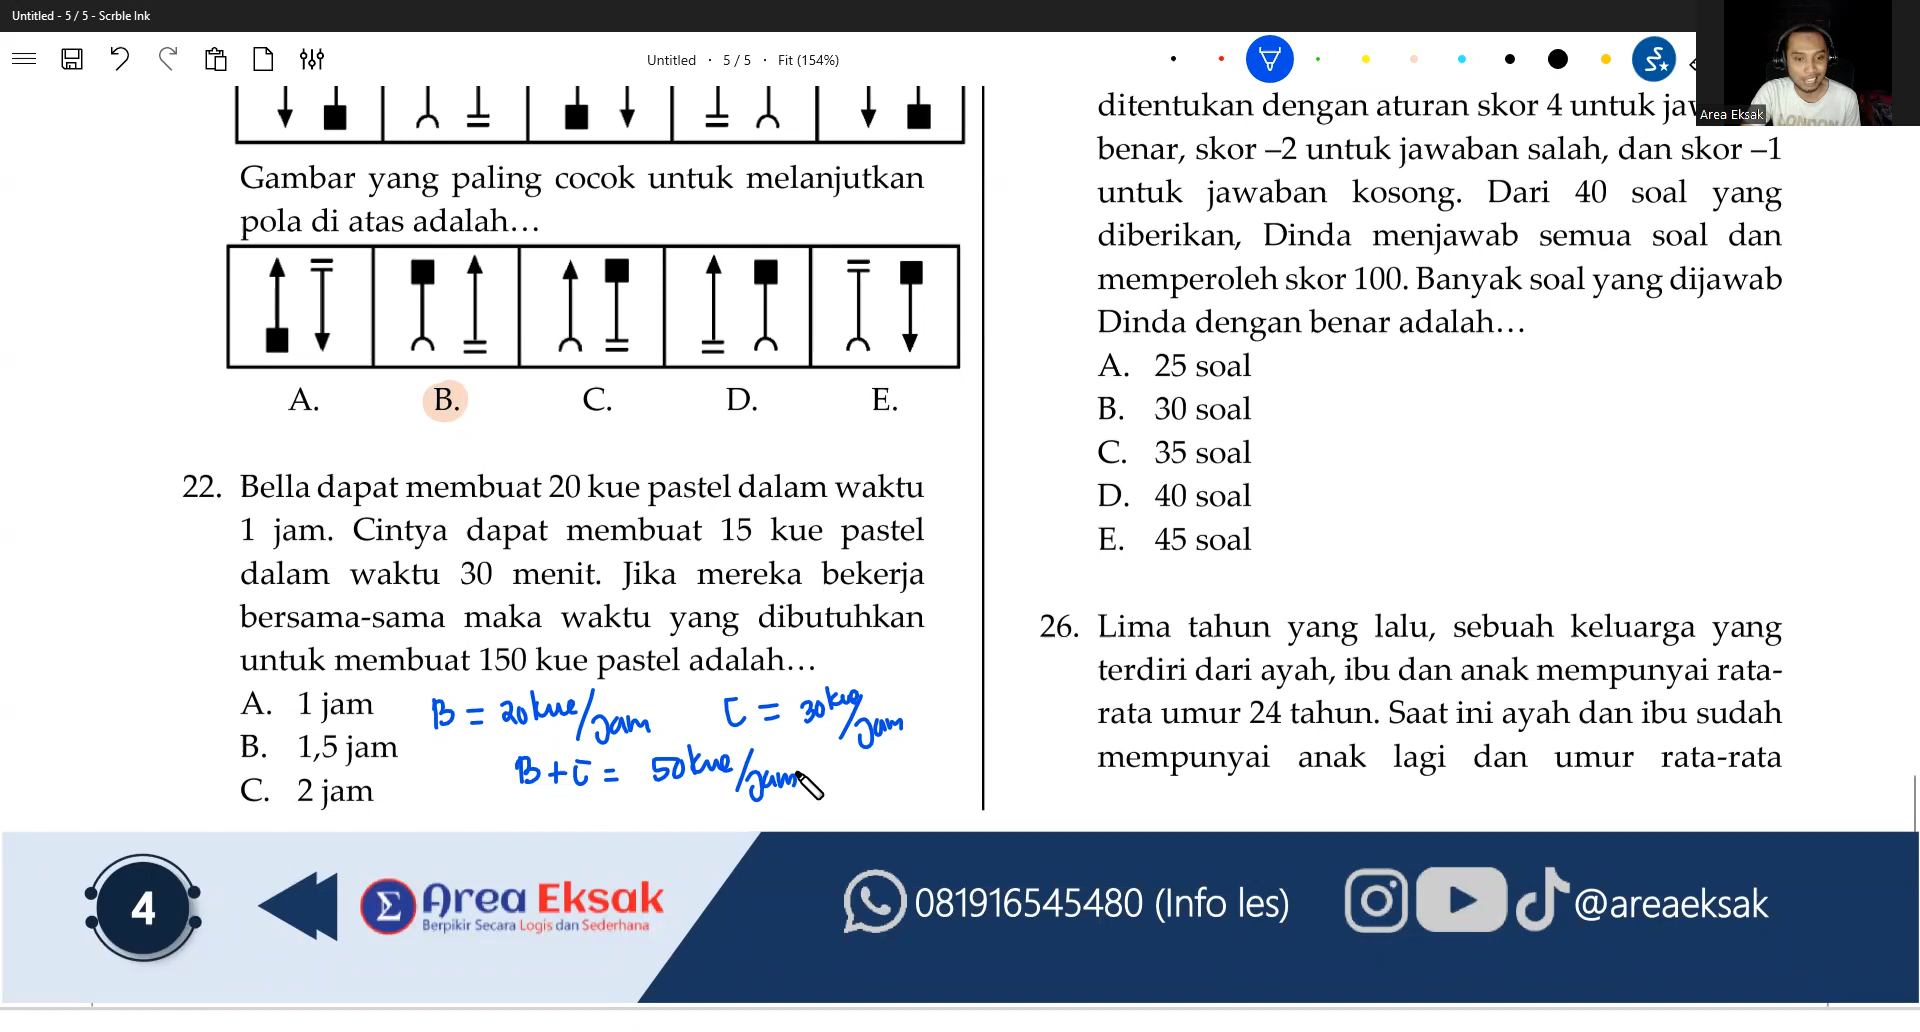 Untitled - 5 / 5 - Scrble Ink
Untitled · 5 / 5 · Fit (154%)
Area Eksak
Gambar yang paling cocok untuk melanjutkan
pola di atas adalah…
A. B. C. D. E.
22. Bella dapat membuat 20 kue pastel dalam waktu
1 jam. Cintya dapat membuat 15 kue pastel
dalam waktu 30 menit. Jika mereka bekerja
bersama-sama maka waktu yang dibutuhkan
untuk membuat 150 kue pastel adalah…
A. 1 jam
B. 1,5 jam
C. 2 jam
B = 20 kue/jam C = 30 kue/jam
B + C = 50 kue/jam
ditentukan dengan aturan skor 4 untuk
benar, skor –2 untuk jawaban salah, dan skor –1
untuk jawaban kosong. Dari 40 soal yang
diberikan, Dinda menjawab semua soal dan
memperoleh skor 100. Banyak soal yang dijawab
Dinda dengan benar adalah…
A. 25 soal
B. 30 soal
C. 35 soal
D. 40 soal
E. 45 soal
26. Lima tahun yang lalu, sebuah keluarga yang
terdiri dari ayah, ibu dan anak mempunyai rata-
rata umur 24 tahun. Saat ini ayah dan ibu sudah
mempunyai anak lagi dan umur rata-rata
4
Area Eksak
Berpikir Secara Logis dan Sederhana
081916545480 (Info les)
@areaeksak
LONDON